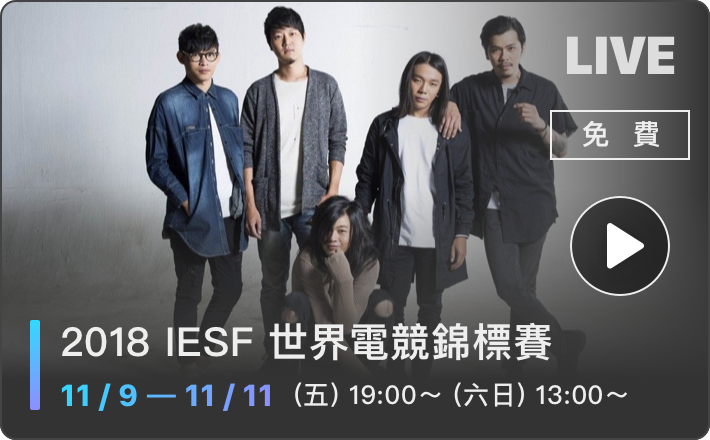 LIVE
免費
2018 IESF 世界電競錦標賽
11 / 9 — 11 / 11 (五) 19:00～ (六日) 13:00～